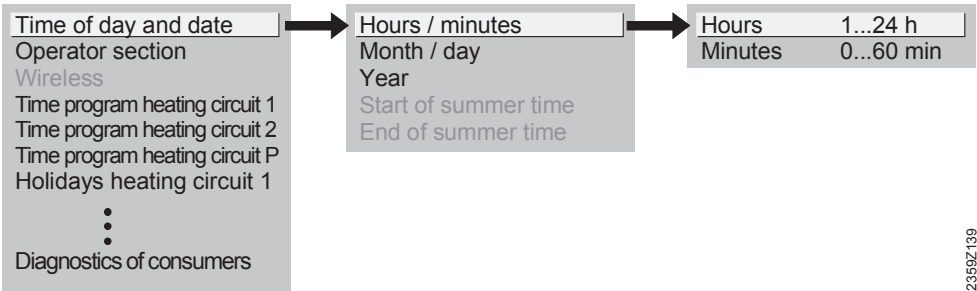 Time of day and date
Operator section
Wireless
Time program heating circuit 1
Time program heating circuit 2
Time program heating circuit P
Holidays heating circuit 1
Diagnostics of consumers
Hours / minutes
Month / day
Year
Start of summer time
End of summer time
Hours 1...24 h
Minutes 0...60 min
2359Z139